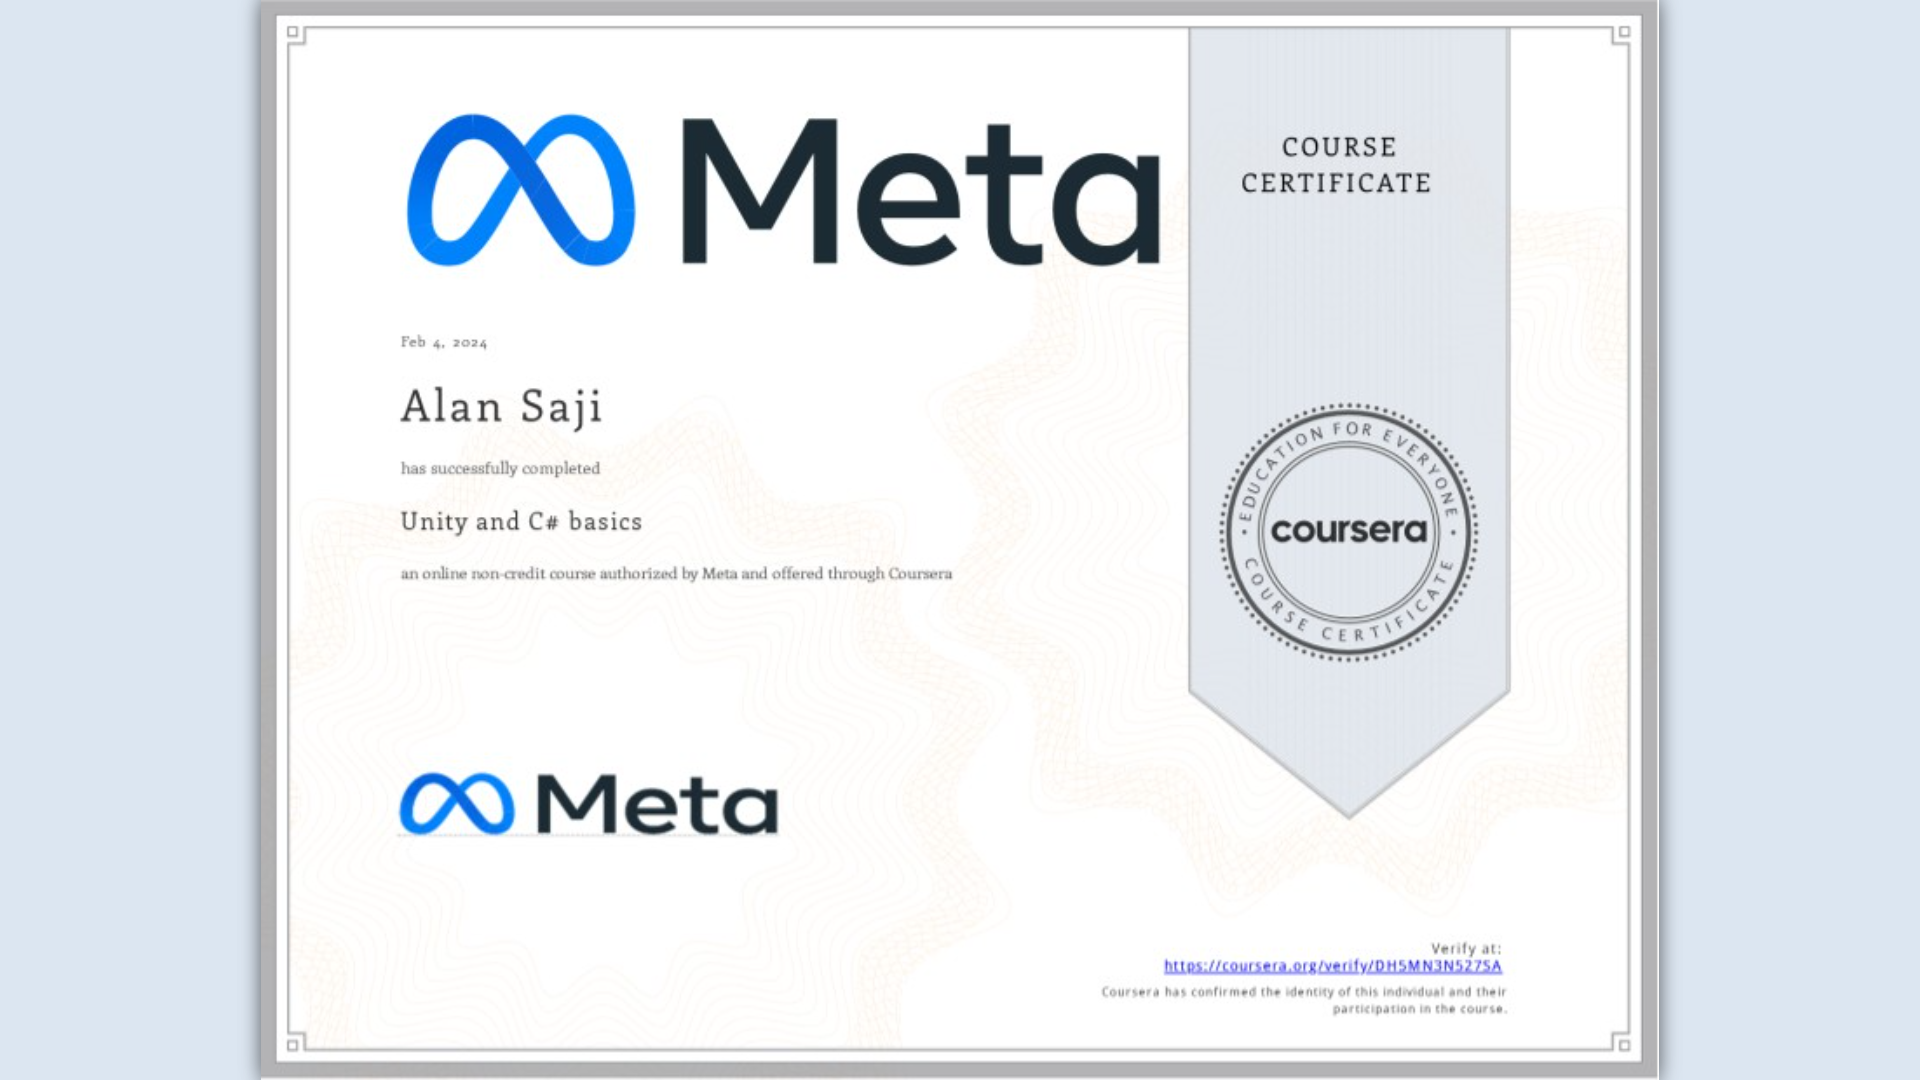 Meta
COURSE
CERTIFICATE
Feb 4, 2024
Alan Saji
has successfully completed
Unity and C# basics
an online non-credit course authorized by Meta and offered through Coursera
EDUCATION FOR EVERYONE
coursera
COURSE CERTIFICATE
Meta
Verify at:
https://coursera.org/verify/DH5MN3N527SA
Coursera has confirmed the identity of this individual and their
participation in the course.